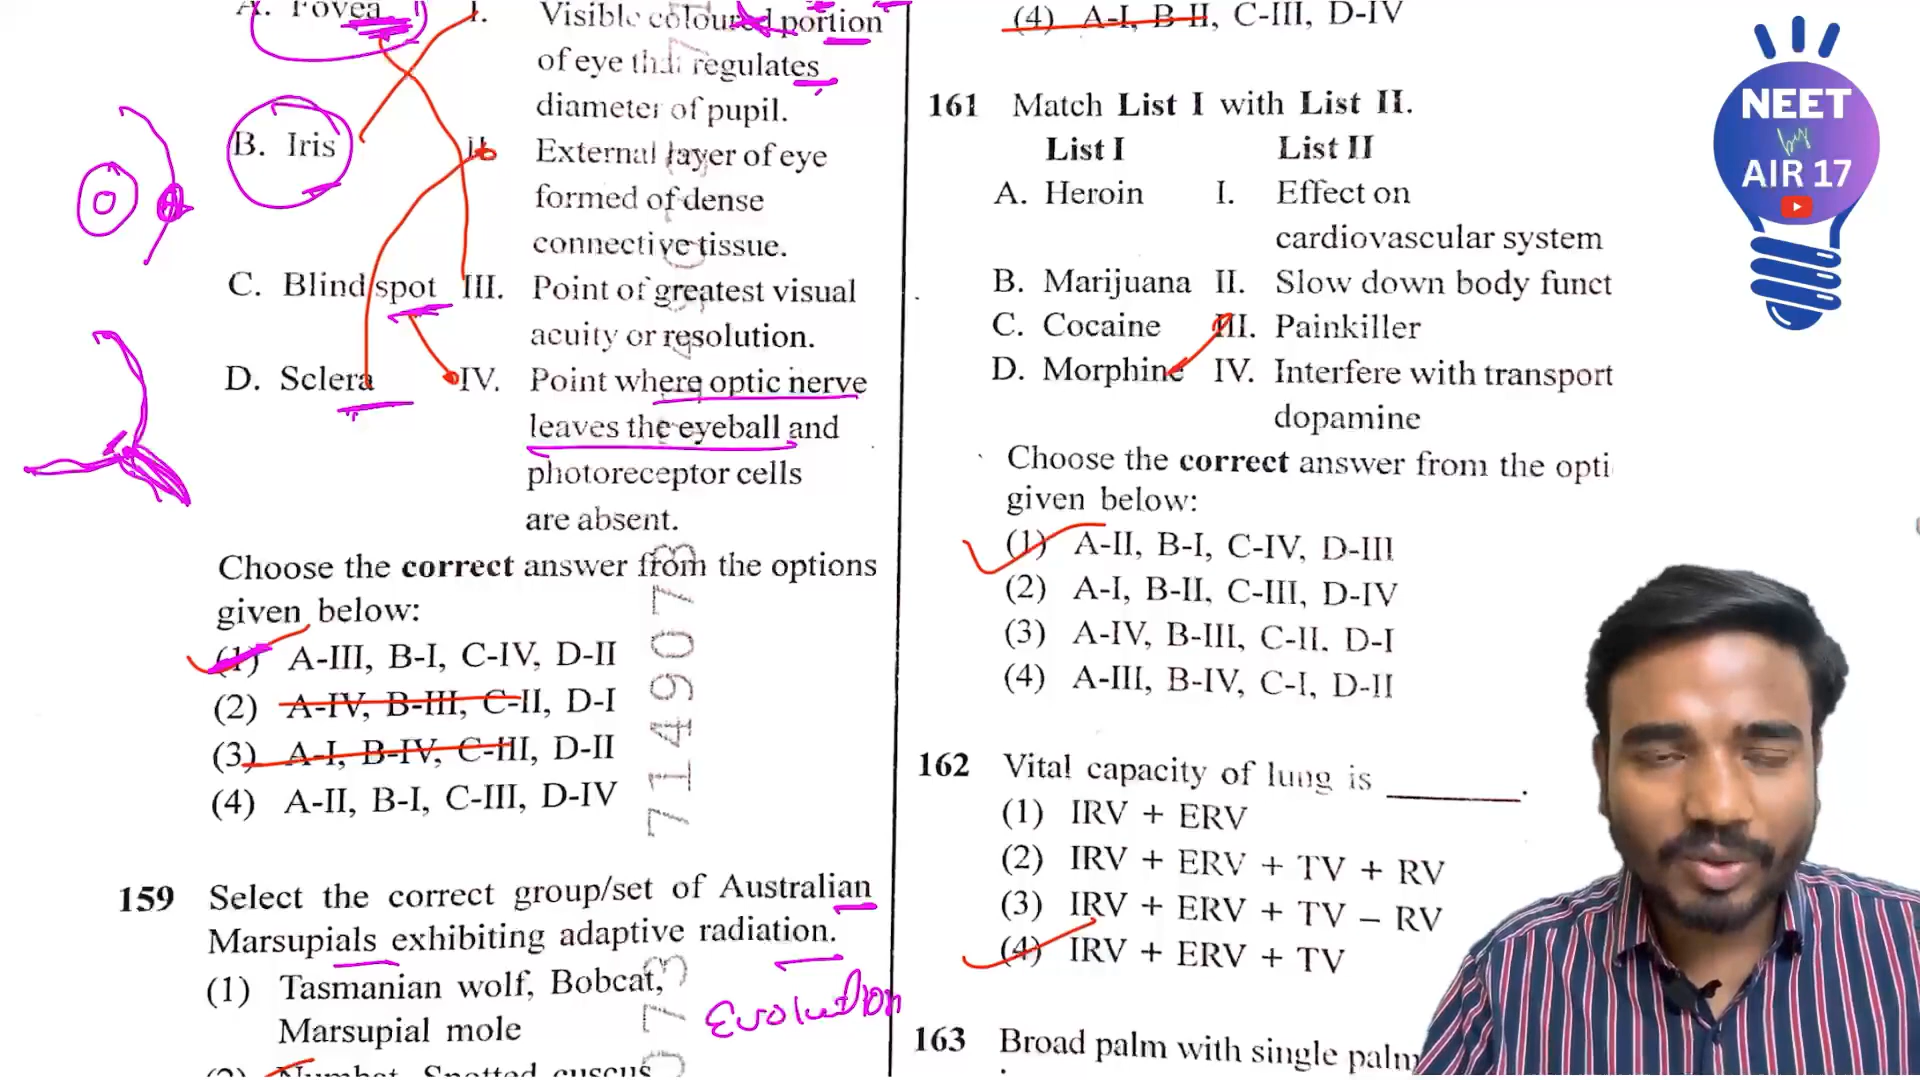 A. Fovea I. Visible coloured portion
of eye that regulates
diameter of pupil.
B. Iris II. External layer of eye
formed of dense
connective tissue.
C. Blind spot III. Point of greatest visual
acuity or resolution.
D. Sclera IV. Point where optic nerve
leaves the eyeball and
photoreceptor cells
are absent.
Choose the correct answer from the options
given below:
(1) A-III, B-I, C-IV, D-II
(2) A-IV, B-III, C-II, D-I
(3) A-I, B-IV, C-III, D-II
(4) A-II, B-I, C-III, D-IV
159 Select the correct group/set of Australian
Marsupials exhibiting adaptive radiation.
(1) Tasmanian wolf, Bobcat,
Marsupial mole
Evolution
(2) Numbat, Spotted cuscus
7149073
(4) A-I, B-II, C-III, D-IV
161 Match List I with List II.
List I List II
A. Heroin I. Effect on
cardiovascular system
B. Marijuana II. Slow down body funct
C. Cocaine III. Painkiller
D. Morphine IV. Interfere with transport
dopamine
Choose the correct answer from the opti
given below:
(1) A-II, B-I, C-IV, D-III
(2) A-I, B-II, C-III, D-IV
(3) A-IV, B-III, C-II. D-I
(4) A-III, B-IV, C-I, D-II
162 Vital capacity of lung is ________.
(1) IRV + ERV
(2) IRV + ERV + TV + RV
(3) IRV + ERV + TV – RV
(4) IRV + ERV + TV
163 Broad palm with single palm
NEET
by
AIR 17